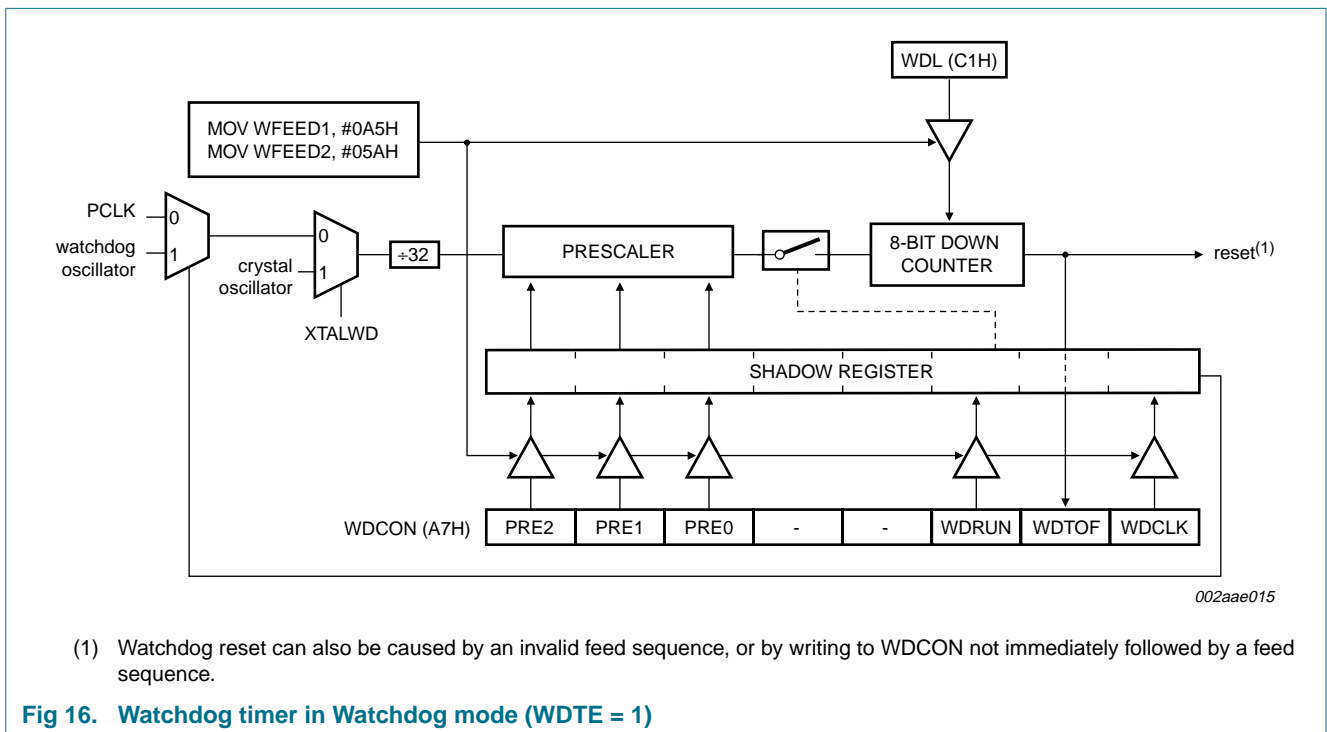 WDL (C1H)
MOV WFEED1, #0A5H
MOV WFEED2, #05AH
PCLK
0
watchdog
oscillator
1
0
crystal
oscillator
1
XTALWD
÷32
PRESCALER
8-BIT DOWN
COUNTER
reset(1)
SHADOW REGISTER
WDCON (A7H)
PRE2
PRE1
PRE0
-
-
WDRUN
WDTOF
WDCLK
002aae015
(1) Watchdog reset can also be caused by an invalid feed sequence, or by writing to WDCON not immediately followed by a feed
sequence.
Fig 16. Watchdog timer in Watchdog mode (WDTE = 1)